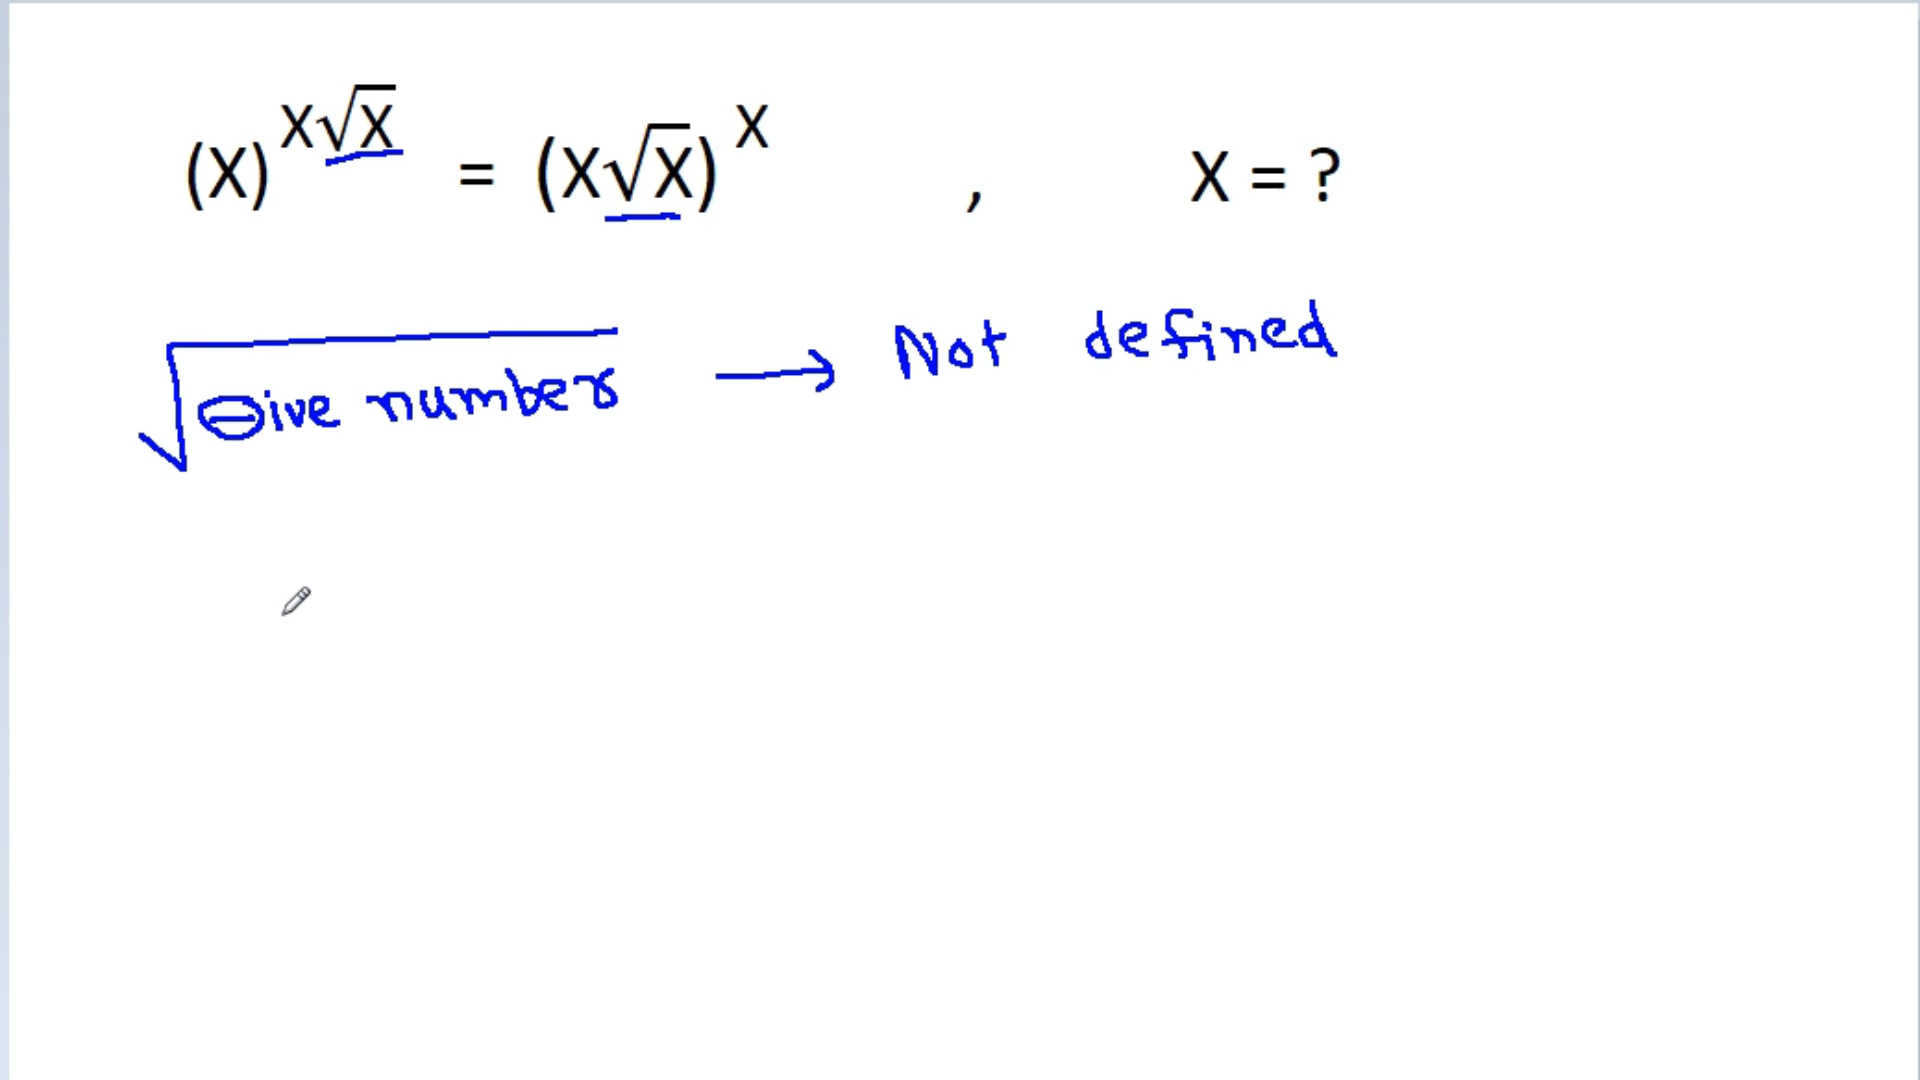 (X)^{X√X} = (X√X)^X , X = ?
√⊖ive number → Not defined